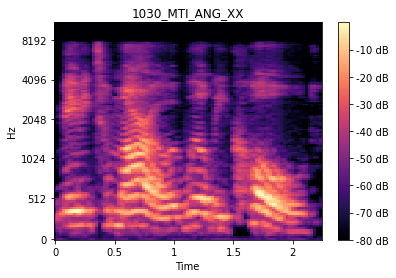 1030_MTI_ANG_XX
8192
4096
2048
1024
512
0
Hz
0
0.5
1
1.5
2
Time
-10 dB
-20 dB
-30 dB
-40 dB
-50 dB
-60 dB
-70 dB
-80 dB